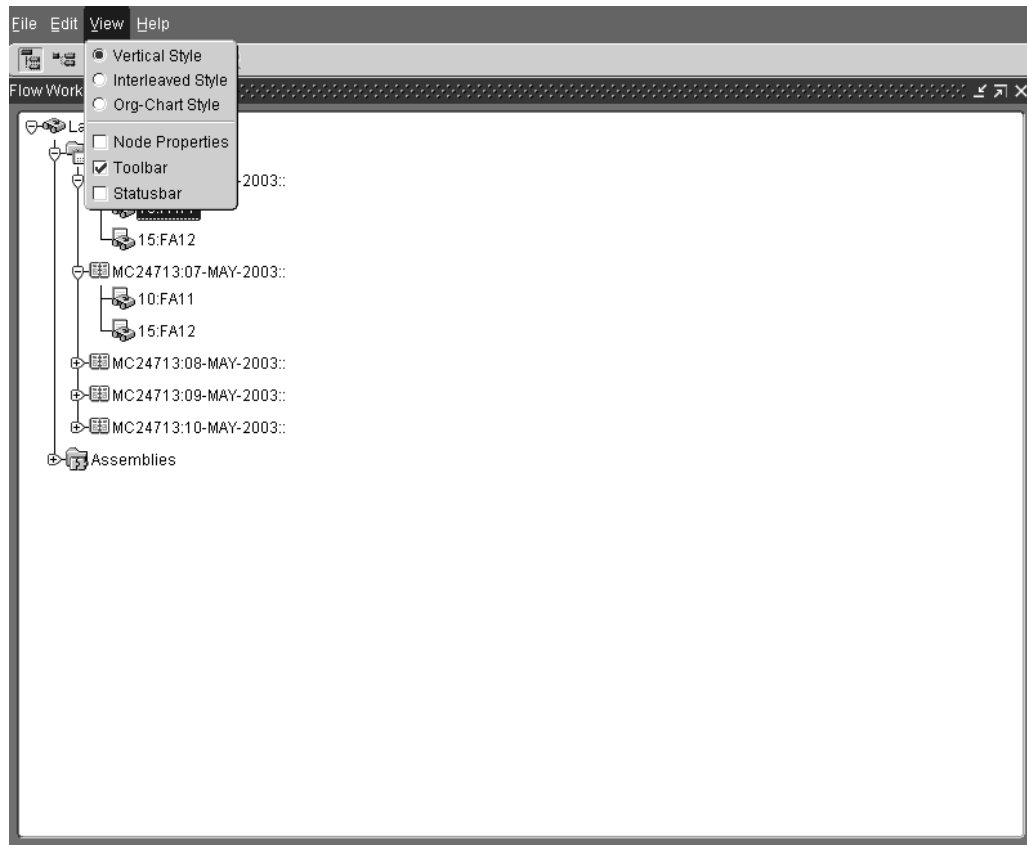 File Edit View Help
Vertical Style
Interleaved Style
Org-Chart Style
Node Properties
Toolbar
Statusbar
Flow Work
La
-2003::
15:FA12
MC24713:07-MAY-2003::
10:FA11
15:FA12
MC24713:08-MAY-2003::
MC24713:09-MAY-2003::
MC24713:10-MAY-2003::
Assemblies